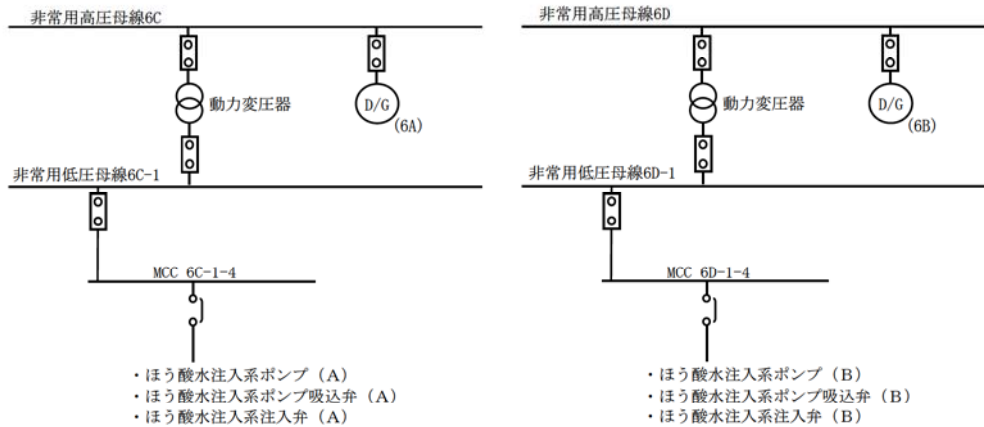 非常用高圧母線6C
動力変圧器
D/G
(6A)
非常用低圧母線6C-1
MCC 6C-1-4
・ほう酸水注入系ポンプ（A）
・ほう酸水注入系ポンプ吸込弁（A）
・ほう酸水注入系注入弁（A）
非常用高圧母線6D
動力変圧器
D/G
(6B)
非常用低圧母線6D-1
MCC 6D-1-4
・ほう酸水注入系ポンプ（B）
・ほう酸水注入系ポンプ吸込弁（B）
・ほう酸水注入系注入弁（B）